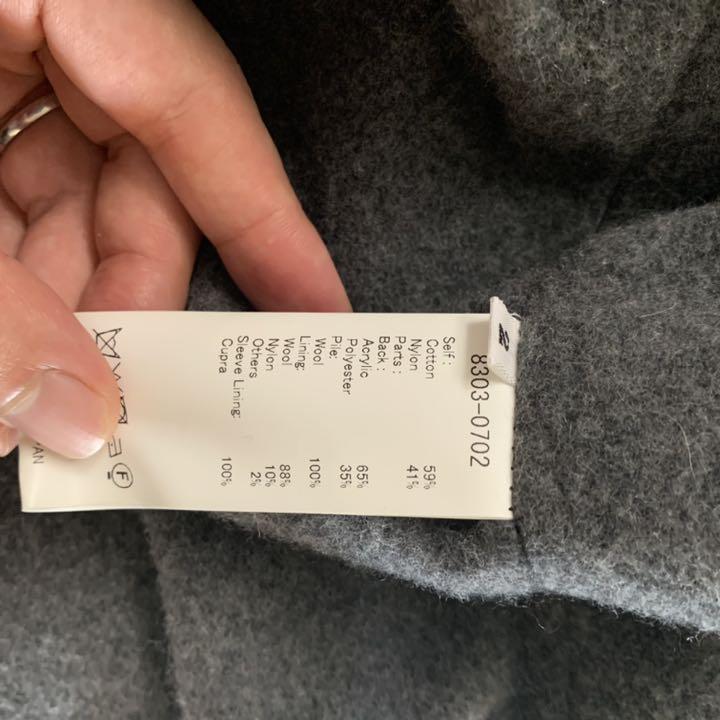 2
8303-0702
Self:
Cotton 59%
Nylon 41%
Parts:
Back:
Acrylic 65%
Polyester 35%
Pile:
Wool 100%
Lining:
Wool 88%
Nylon 10%
Others 2%
Sleeve Lining:
Cupra 100%
F